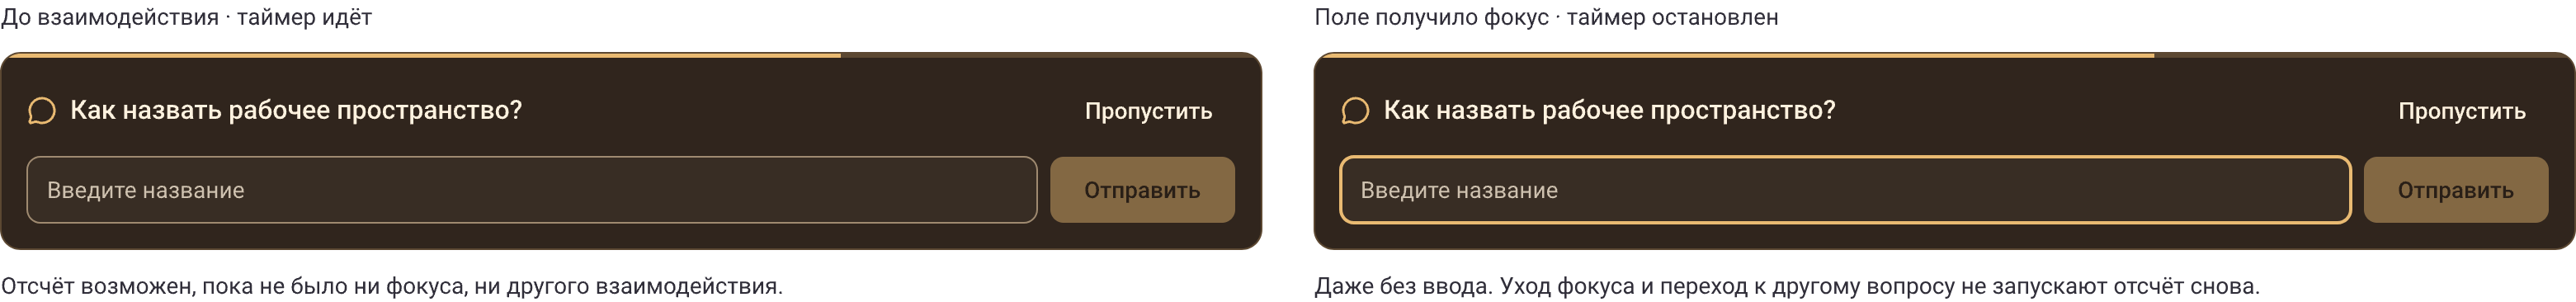 До взаимодействия · таймер идёт
Как назвать рабочее пространство?
Пропустить
Введите название
Отправить
Отсчёт возможен, пока не было ни фокуса, ни другого взаимодействия.
Поле получило фокус · таймер остановлен
Как назвать рабочее пространство?
Пропустить
Введите название
Отправить
Даже без ввода. Уход фокуса и переход к другому вопросу не запускают отсчёт снова.